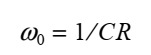 ω₀ = 1/CR